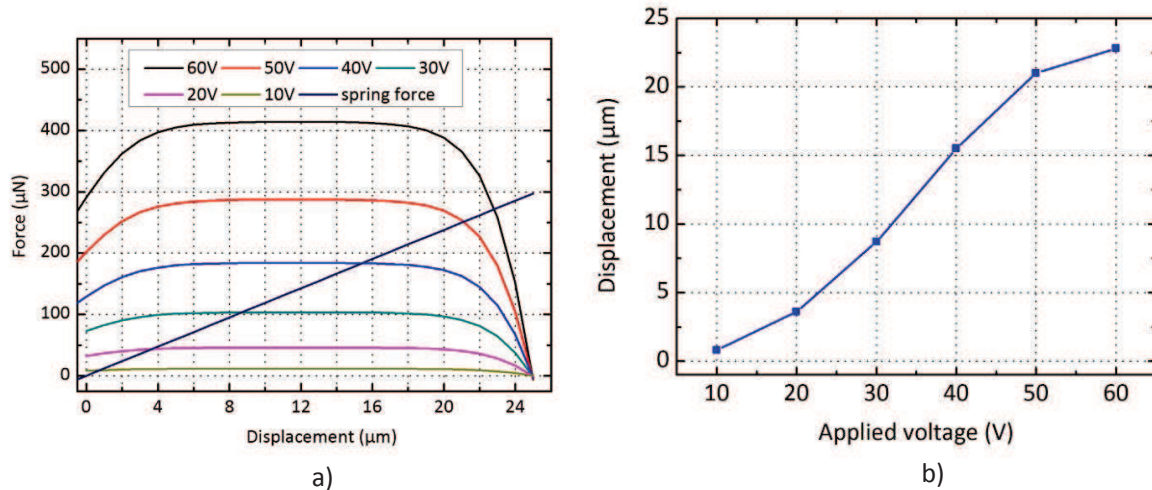 500
400
300
200
100
0
Force (μN)
60V 50V 40V 30V
20V 10V spring force
0 4 8 12 16 20 24
Displacement (μm)
a)
25
20
15
10
5
0
Displacement (μm)
10 20 30 40 50 60
Applied voltage (V)
b)